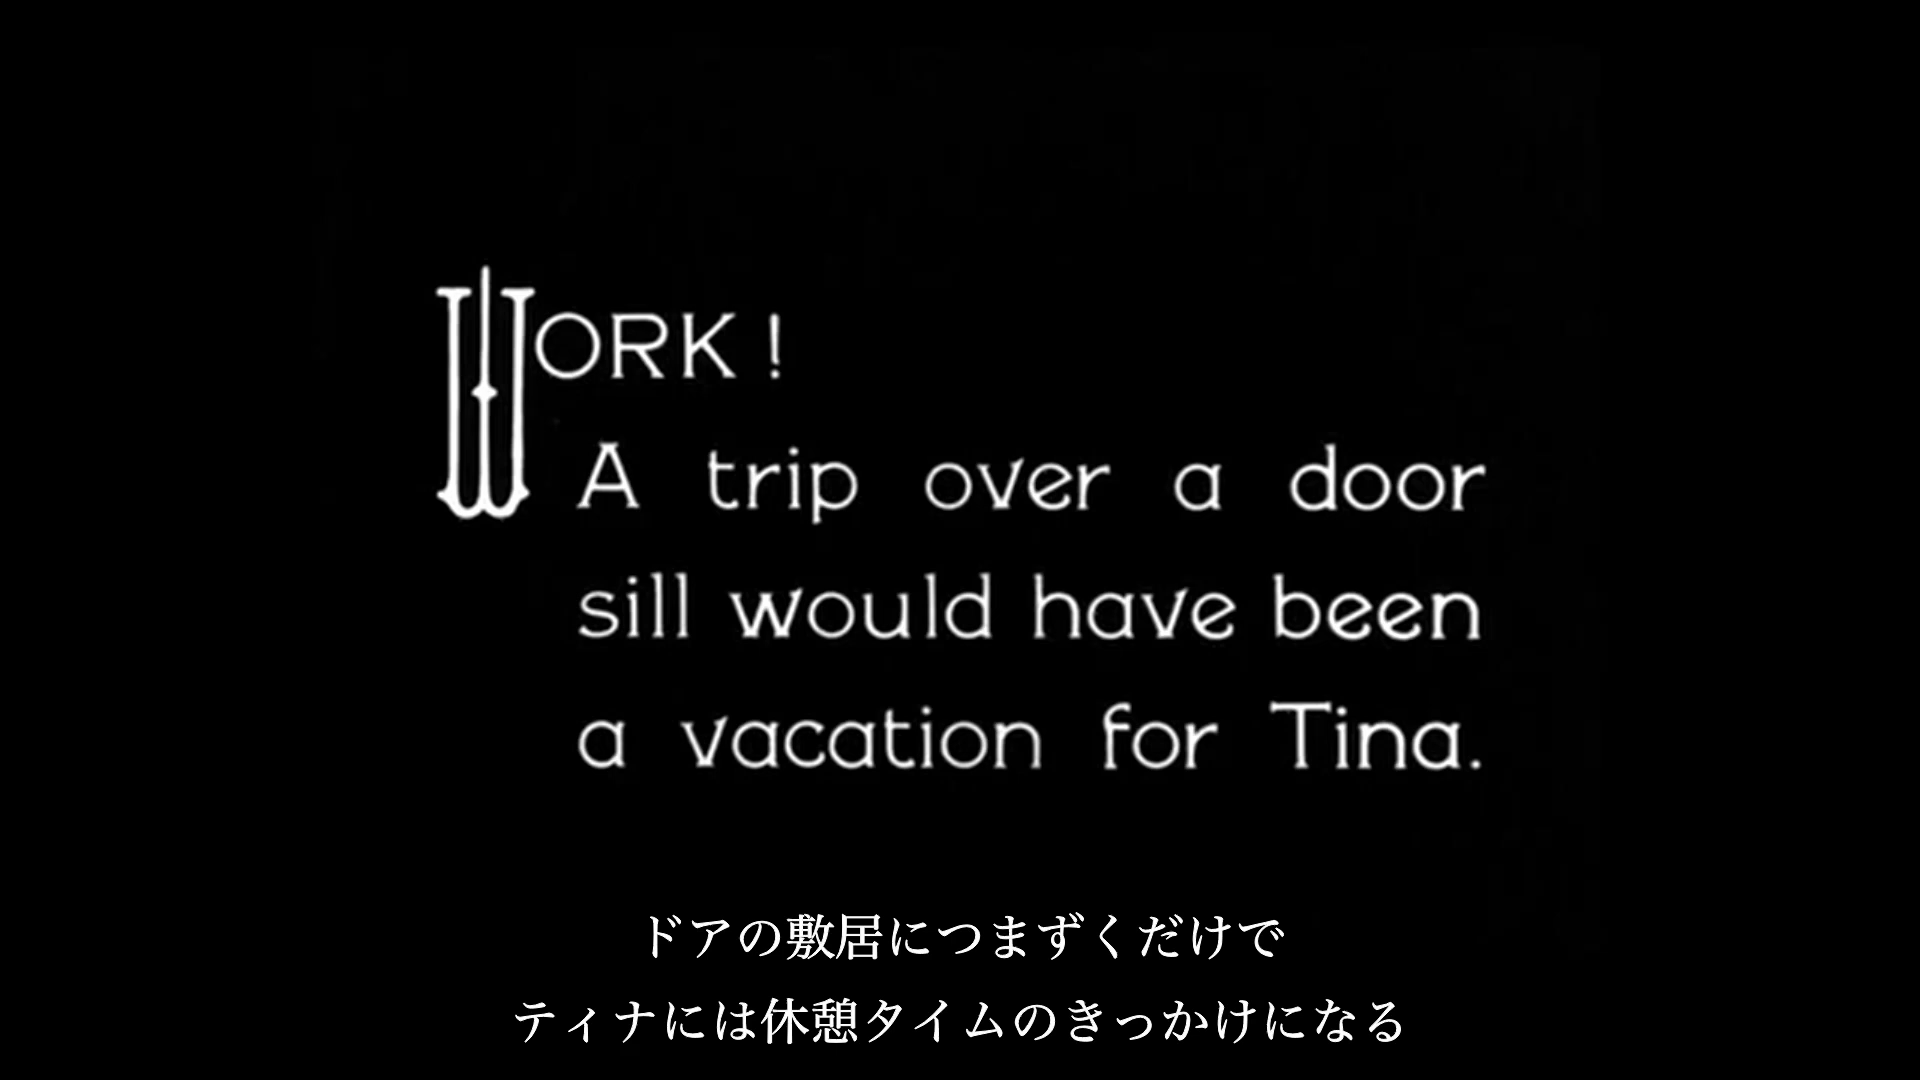 WORK !
A trip over a door
sill would have been
a vacation for Tina.
ドアの敷居につまずくだけで
ティナには休憩タイムのきっかけになる